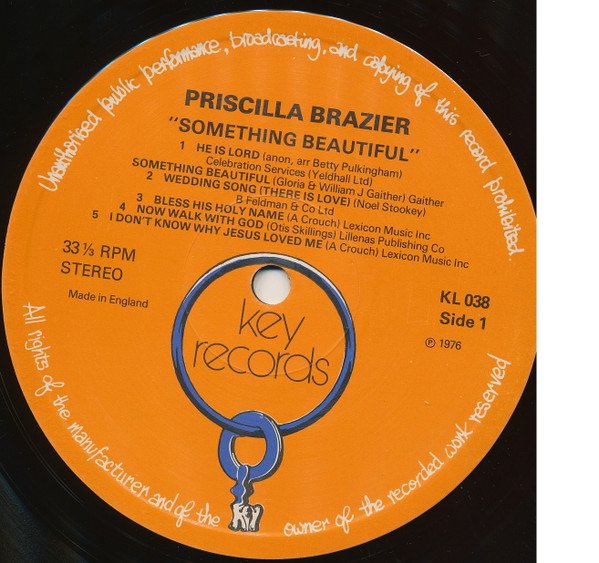 Unauthorised public performance, broadcasting, and copying of this record prohibited.
PRISCILLA BRAZIER
"SOMETHING BEAUTIFUL"
1 HE IS LORD (anon, arr Betty Pulkingham)
Celebration Services (Yeldhall Ltd)
SOMETHING BEAUTIFUL (Gloria & William J Gaither) Gaither
2 WEDDING SONG (THERE IS LOVE) (Noel Stookey)
B Feldman & Co Ltd
3 BLESS HIS HOLY NAME (A Crouch) Lexicon Music Inc
4 NOW WALK WITH GOD (Otis Skillings) Lillenas Publishing Co
5 I DON'T KNOW WHY JESUS LOVED ME (A Crouch) Lexicon Music Inc
33 ⅓ RPM
STEREO
Made in England
KL 038
Side 1
℗ 1976
key
records
KEY
All rights of the manufacturer and of the owner of the recorded work reserved